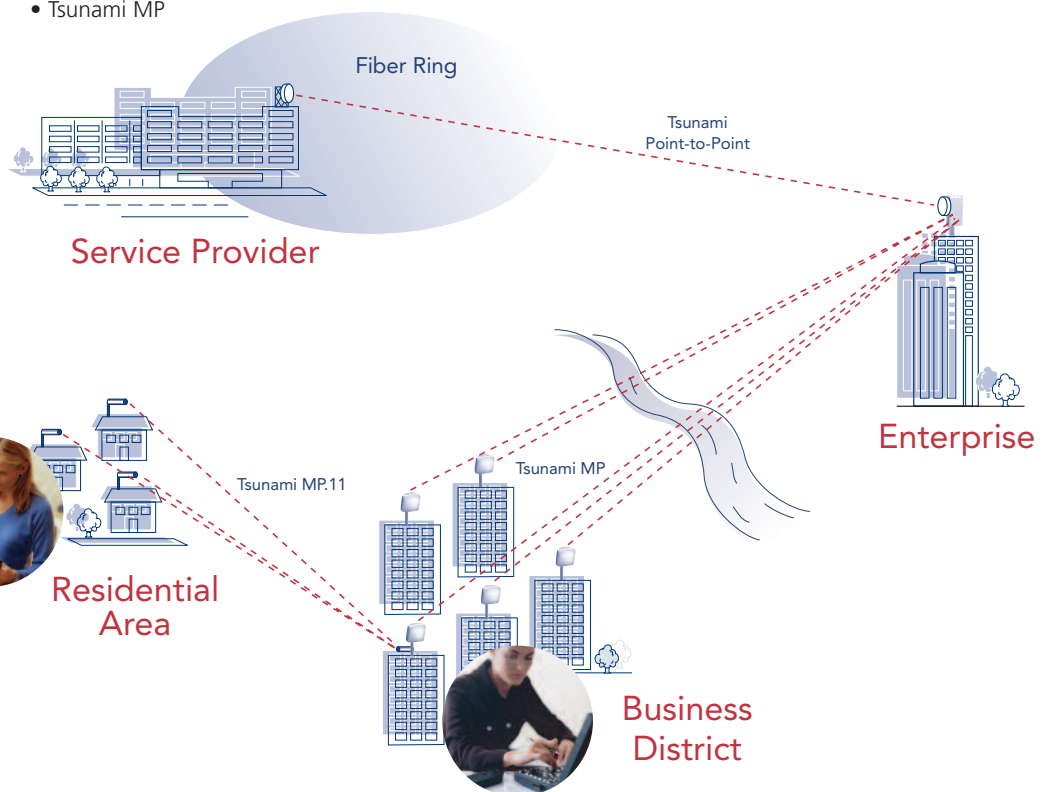 • Tsunami MP
Fiber Ring
Tsunami
Point-to-Point
Service Provider
Enterprise
Tsunami MP
Tsunami MP.11
Residential
Area
Business
District